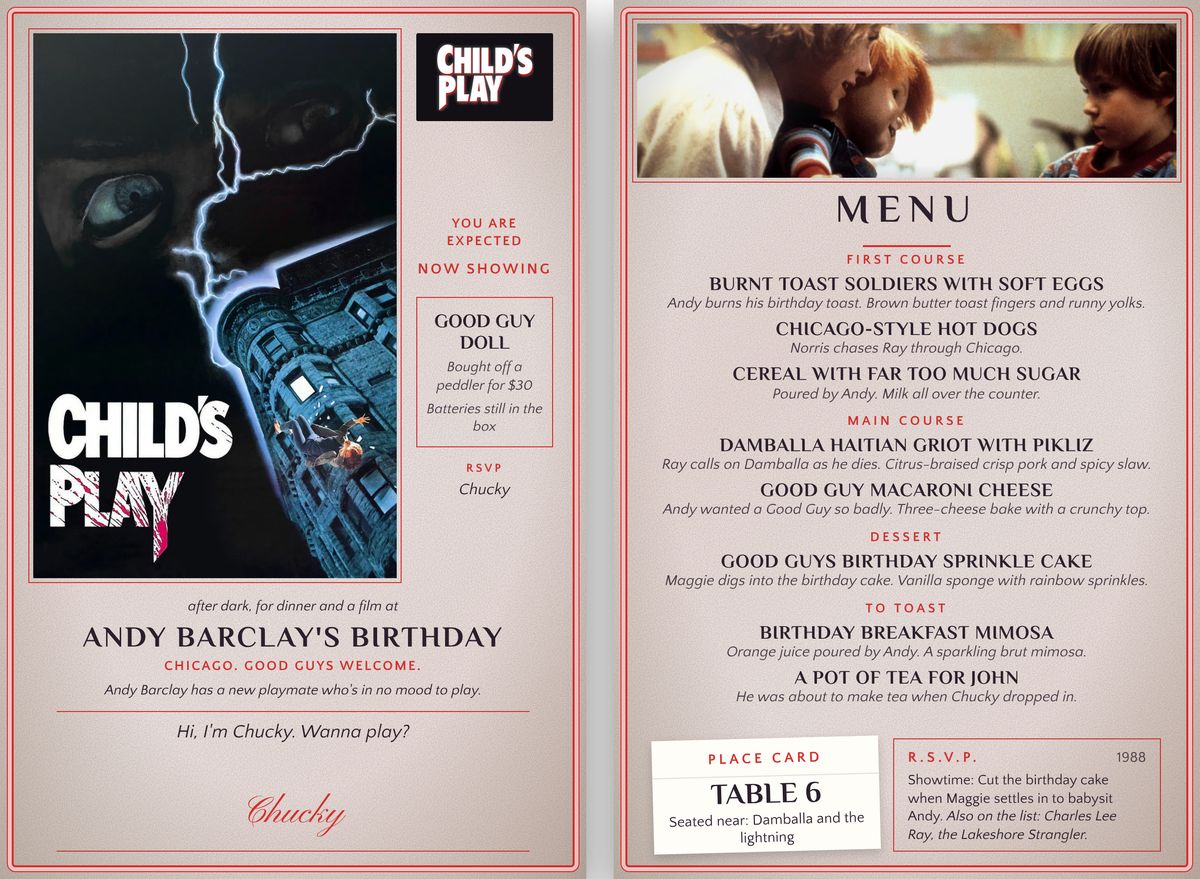 CHILD'S
PLAY
CHILD'S
PLAY
YOU ARE
EXPECTED
NOW SHOWING
GOOD GUY
DOLL
Bought off a
peddler for $30
Batteries still in the
box
RSVP
Chucky
after dark, for dinner and a film at
ANDY BARCLAY'S BIRTHDAY
CHICAGO. GOOD GUYS WELCOME.
Andy Barclay has a new playmate who's in no mood to play.
Hi, I'm Chucky. Wanna play?
Chucky
MENU
FIRST COURSE
BURNT TOAST SOLDIERS WITH SOFT EGGS
Andy burns his birthday toast. Brown butter toast fingers and runny yolks.
CHICAGO-STYLE HOT DOGS
Norris chases Ray through Chicago.
CEREAL WITH FAR TOO MUCH SUGAR
Poured by Andy. Milk all over the counter.
MAIN COURSE
DAMBALLA HAITIAN GRIOT WITH PIKLIZ
Ray calls on Damballa as he dies. Citrus-braised crisp pork and spicy slaw.
GOOD GUY MACARONI CHEESE
Andy wanted a Good Guy so badly. Three-cheese bake with a crunchy top.
DESSERT
GOOD GUYS BIRTHDAY SPRINKLE CAKE
Maggie digs into the birthday cake. Vanilla sponge with rainbow sprinkles.
TO TOAST
BIRTHDAY BREAKFAST MIMOSA
Orange juice poured by Andy. A sparkling brut mimosa.
A POT OF TEA FOR JOHN
He was about to make tea when Chucky dropped in.
PLACE CARD
TABLE 6
Seated near: Damballa and the
lightning
R.S.V.P. 1988
Showtime: Cut the birthday cake
when Maggie settles in to babysit
Andy. Also on the list: Charles Lee
Ray, the Lakeshore Strangler.